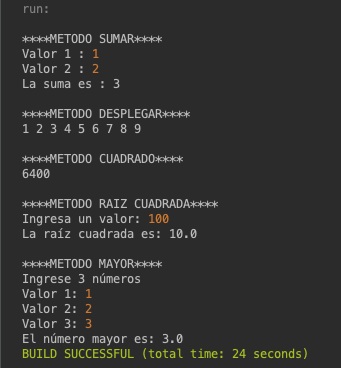 run:
****METODO SUMAR****
Valor 1 : 1
Valor 2 : 2
La suma es : 3
****METODO DESPLEGAR****
1 2 3 4 5 6 7 8 9
****METODO CUADRADO****
6400
****METODO RAIZ CUADRADA****
Ingresa un valor: 100
La raíz cuadrada es: 10.0
****METODO MAYOR****
Ingrese 3 números
Valor 1: 1
Valor 2: 2
Valor 3: 3
El número mayor es: 3.0
BUILD SUCCESSFUL (total time: 24 seconds)